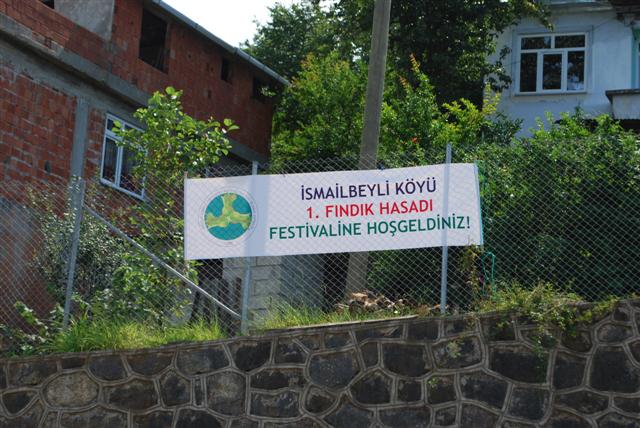 İSMAİLBEYLİ KÖYÜ
1. FINDIK HASADI
FESTİVALİNE HOŞGELDİNİZ!